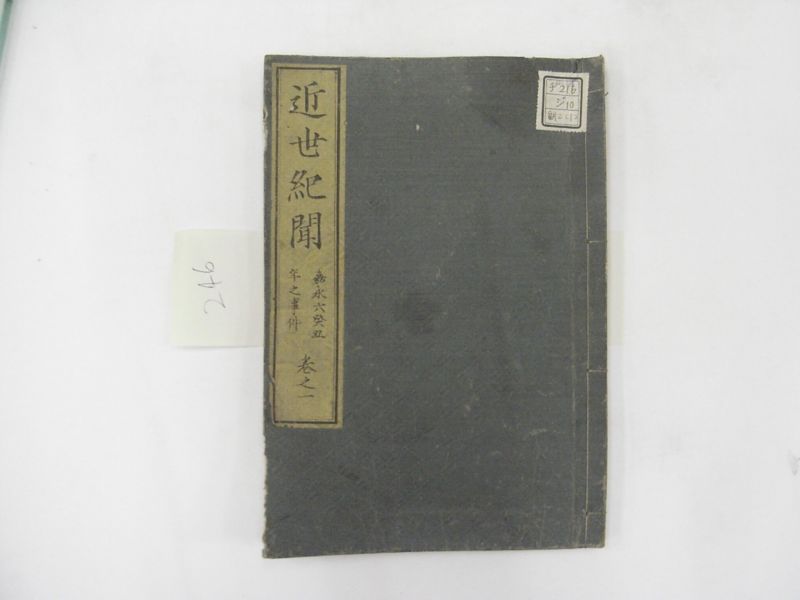 近世紀聞
嘉永六癸丑
年之事件
巻之一
246